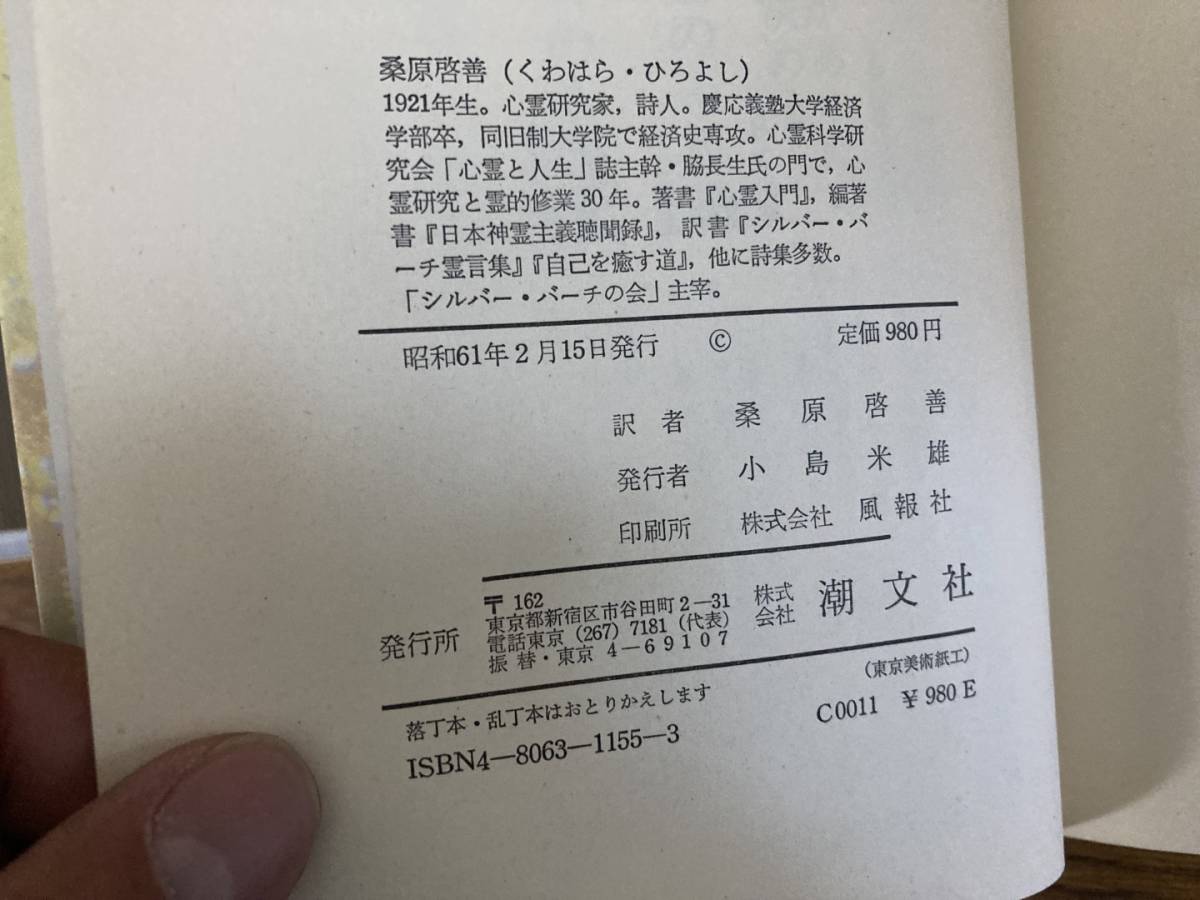 桑原啓善（くわはら・ひろよし）
1921年生。心霊研究家，詩人。慶応義塾大学経済
学部卒，同旧制大学院で経済史専攻。心霊科学研
究会「心霊と人生」誌主幹・脇長生氏の門で，心
霊研究と霊的修業30年。著書『心霊入門』，編著
書『日本神霊主義聴聞録』，訳書『シルバー・バ
ーチ霊言集』『自己を癒す道』，他に詩集多数。
「シルバー・バーチの会」主宰。
昭和61年2月15日発行 © 定価980円
訳者 桑原啓善
発行者 小島米雄
印刷所 株式会社 風報社
発行所 〒162
東京都新宿区市谷田町2—31
電話東京（267）7181（代表）
振替・東京 4—69107
株式会社 潮文社
（東京美術紙工）
落丁本・乱丁本はおとりかえします
ISBN4—8063—1155—3 C0011 ￥980E